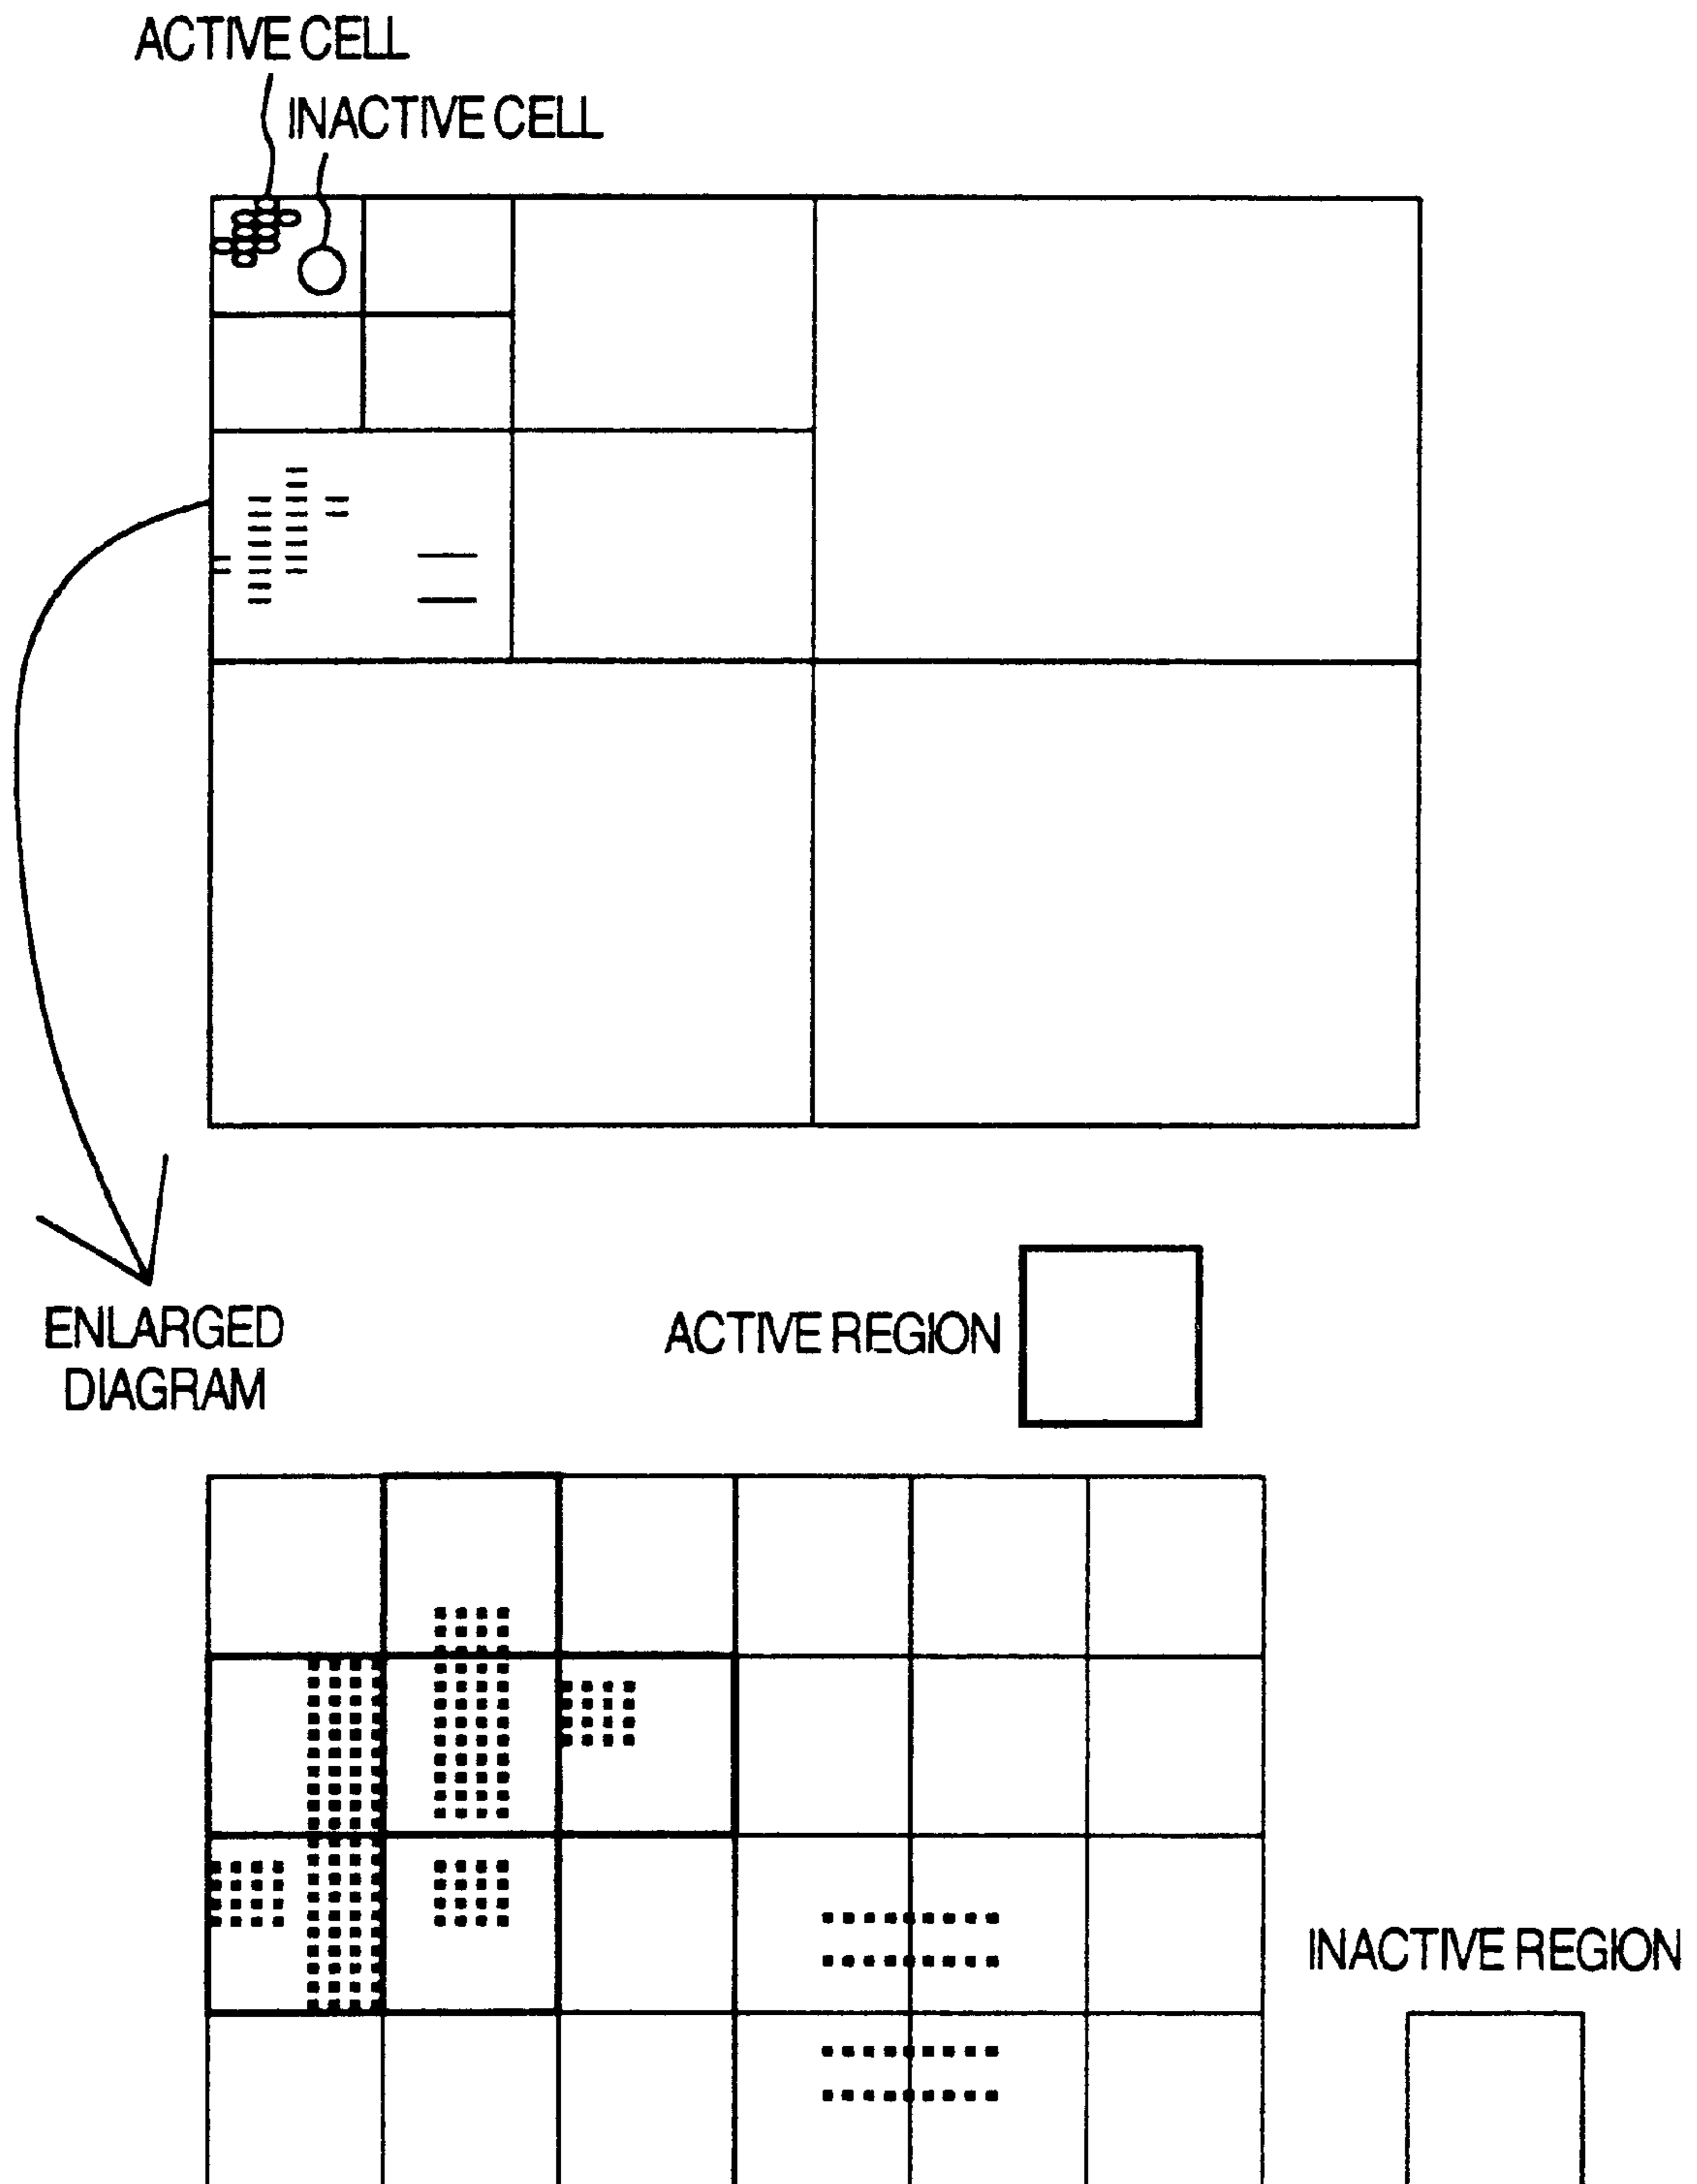 ACTIVE CELL
INACTIVE CELL
ENLARGED
DIAGRAM
ACTIVE REGION
INACTIVE REGION